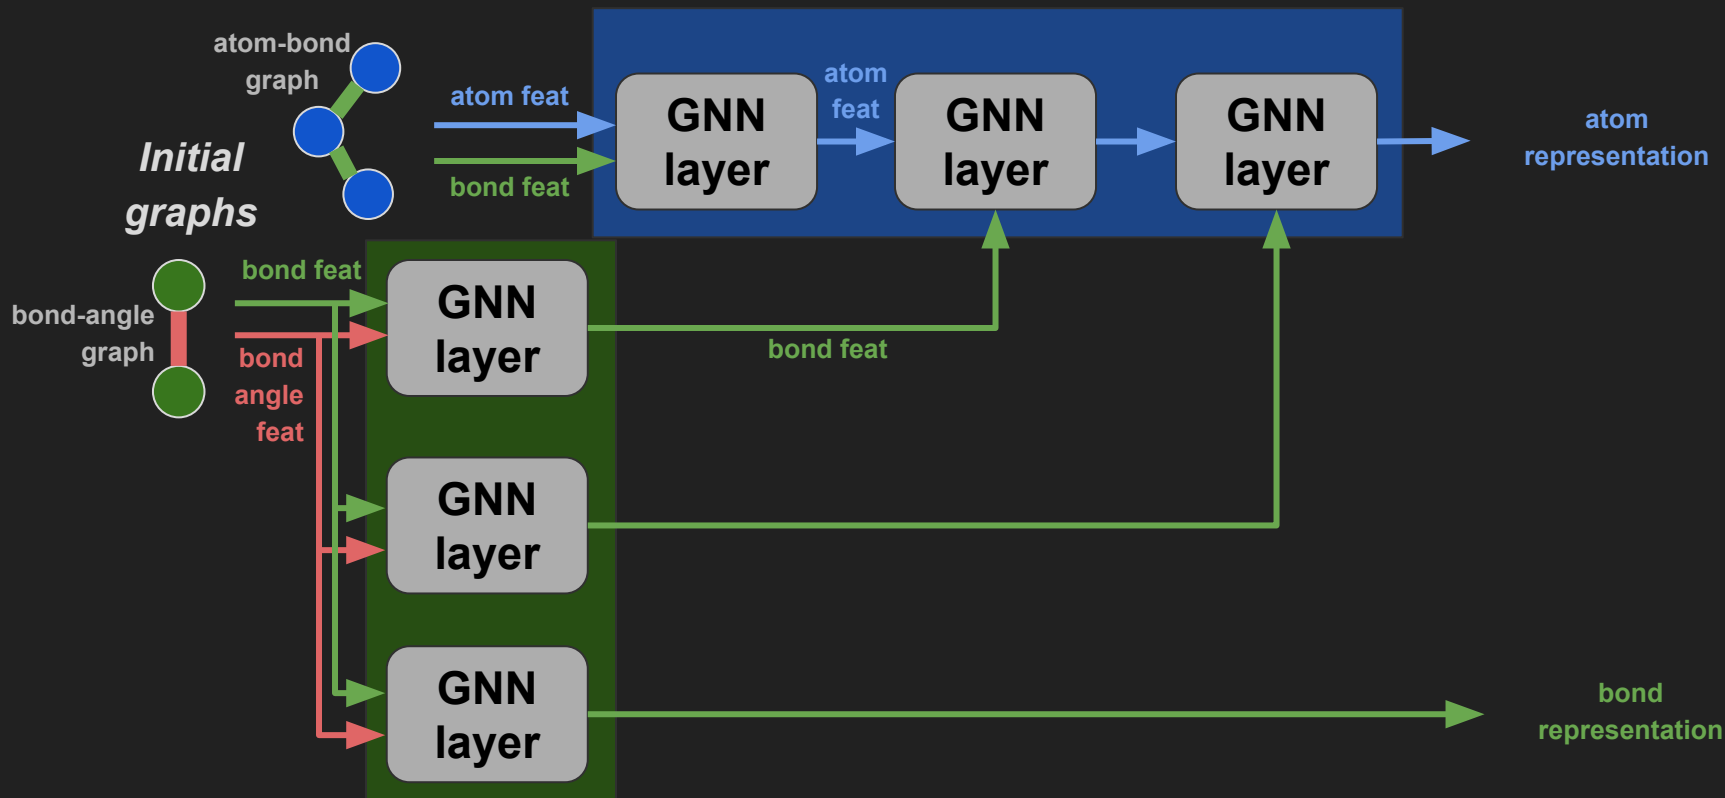 atom-bond
graph
Initial
graphs
atom feat
bond feat
GNN
layer
atom
feat
GNN
layer
GNN
layer
atom
representation
bond-angle
graph
bond feat
bond
angle
feat
GNN
layer
bond feat
GNN
layer
GNN
layer
bond
representation